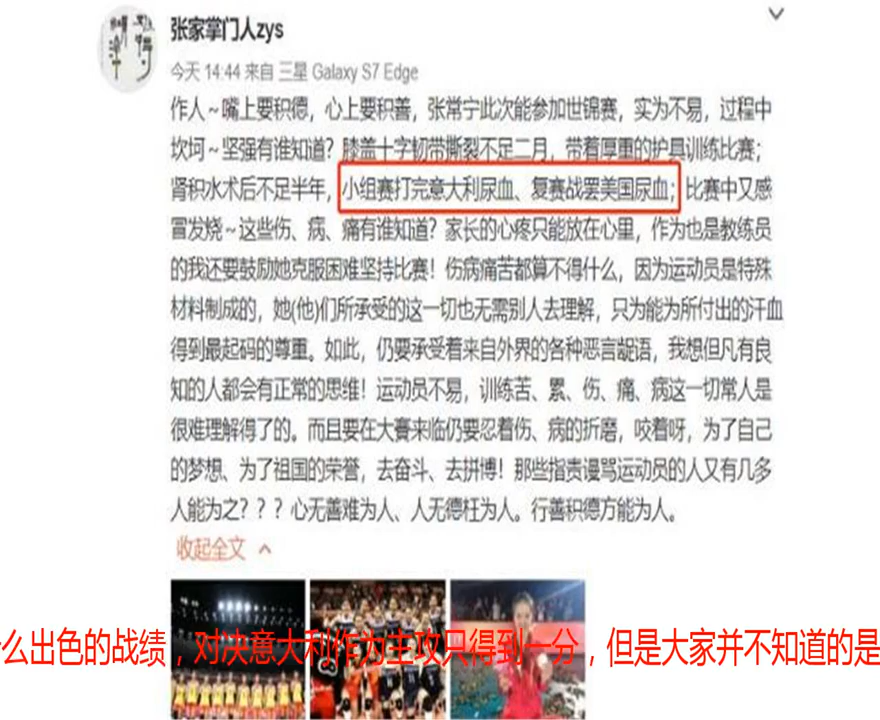 张家掌门人zys
今天 14:44 来自 三星 Galaxy S7 Edge
作人~嘴上要积德，心上要积善，张常宁此次能参加世锦赛，实为不易，过程中
坎坷~坚强有谁知道？膝盖十字韧带撕裂不足二月，带着厚重的护具训练比赛；
肾积水术后不足半年，小组赛打完意大利尿血、复赛战罢美国尿血；比赛中又感
冒发烧~这些伤、病、痛有谁知道？家长的心疼只能放在心里，作为也是教练员
的我还要鼓励她克服困难坚持比赛！伤病痛苦都算不得什么，因为运动员是特殊
材料制成的，她(他)们所承受的这一切也无需别人去理解，只为能为所付出的汗血
得到最起码的尊重。如此，仍要承受着来自外界的各种恶言龊语，我想但凡有良
知的人都会有正常的思维！运动员不易，训练苦、累、伤、痛、病这一切常人是
很难理解得了的。而且要在大賽来临仍要忍着伤、病的折磨，咬着呀，为了自己
的梦想、为了祖国的荣誉，去奋斗、去拼博！那些指责谩骂运动员的人又有几多
人能为之？？？心无善难为人、人无德枉为人。行善积德方能为人。
收起全文
么出色的战绩，对决意大利作为主攻只得到一分，但是大家并不知道的是